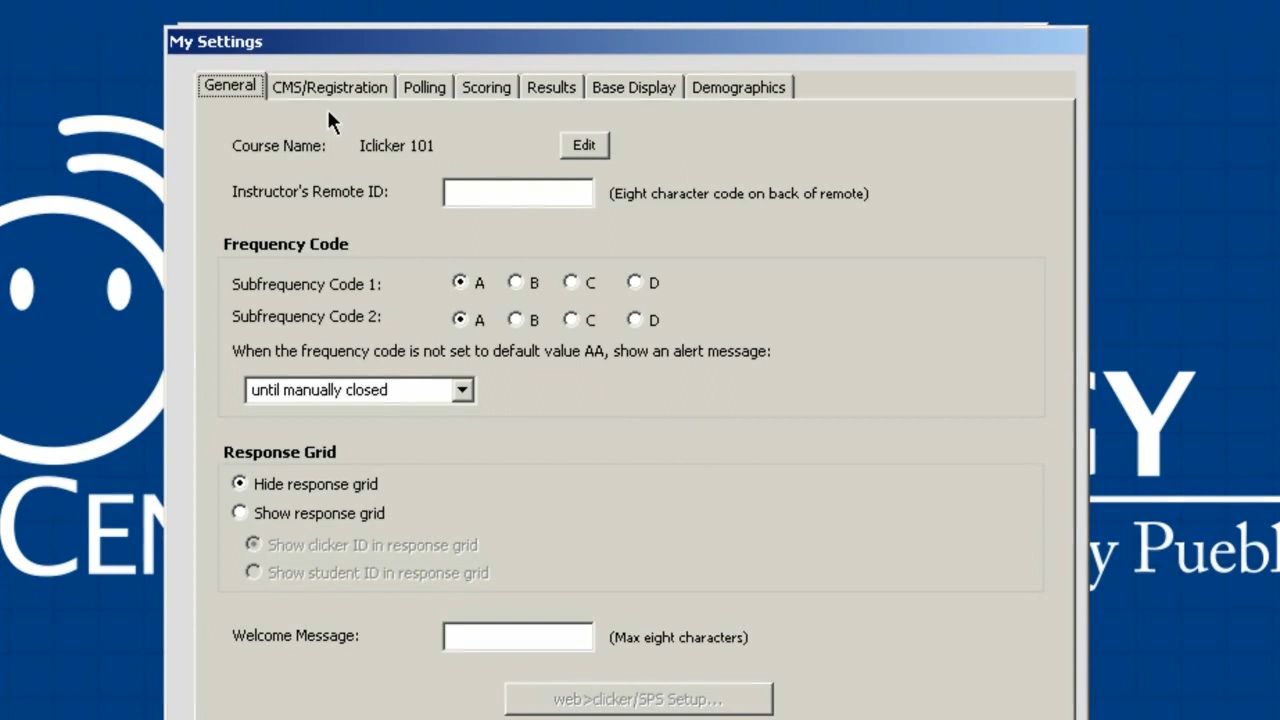 My Settings
General CMS/Registration Polling Scoring Results Base Display Demographics
Course Name: Iclicker 101 Edit
Instructor's Remote ID: (Eight character code on back of remote)
Frequency Code
Subfrequency Code 1: A B C D
Subfrequency Code 2: A B C D
When the frequency code is not set to default value AA, show an alert message:
until manually closed
GY
Response Grid
Hide response grid
Show response grid
CEN
Show clicker ID in response grid
y Puebl
Show student ID in response grid
Welcome Message: (Max eight characters)
web>clicker/SPS Setup...